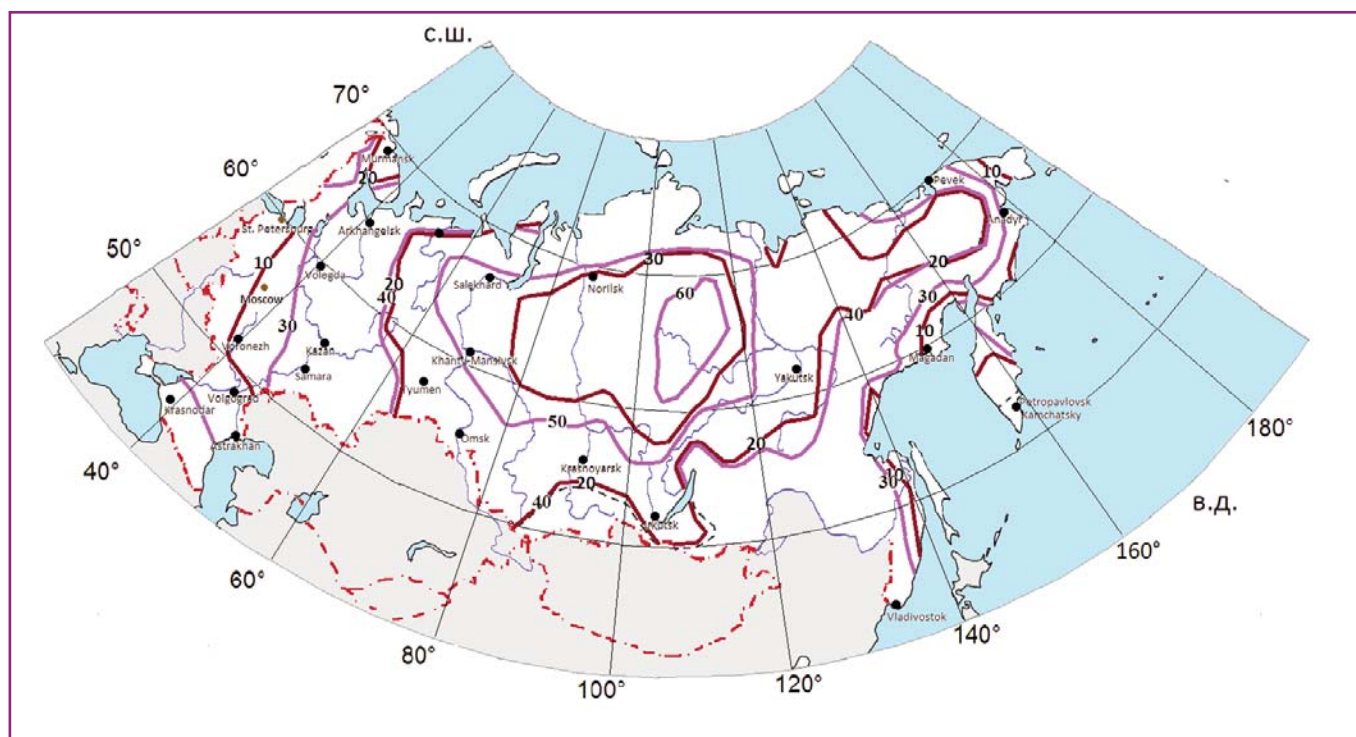 с.ш.
70°
60°
50°
40°
Murmansk
20
10
Pevek
St. Petersburg
Arkhangelsk
Anadyr
10
Vologda
20
30
Salekhard
Norilsk
20
Moscow
40
60
30
30
40
Voronezh
Kazan
Khanty-Mansiysk
10
Magadan
Samara
Tyumen
Yakutsk
Krasnodar
Volgograd
Petropavlovsk
Kamchatsky
50
Astrakhan
Omsk
20
180°
Krasnoyarsk
10
20
30
40
Irkutsk
в.д.
60°
160°
Vladivostok
140°
80°
120°
100°